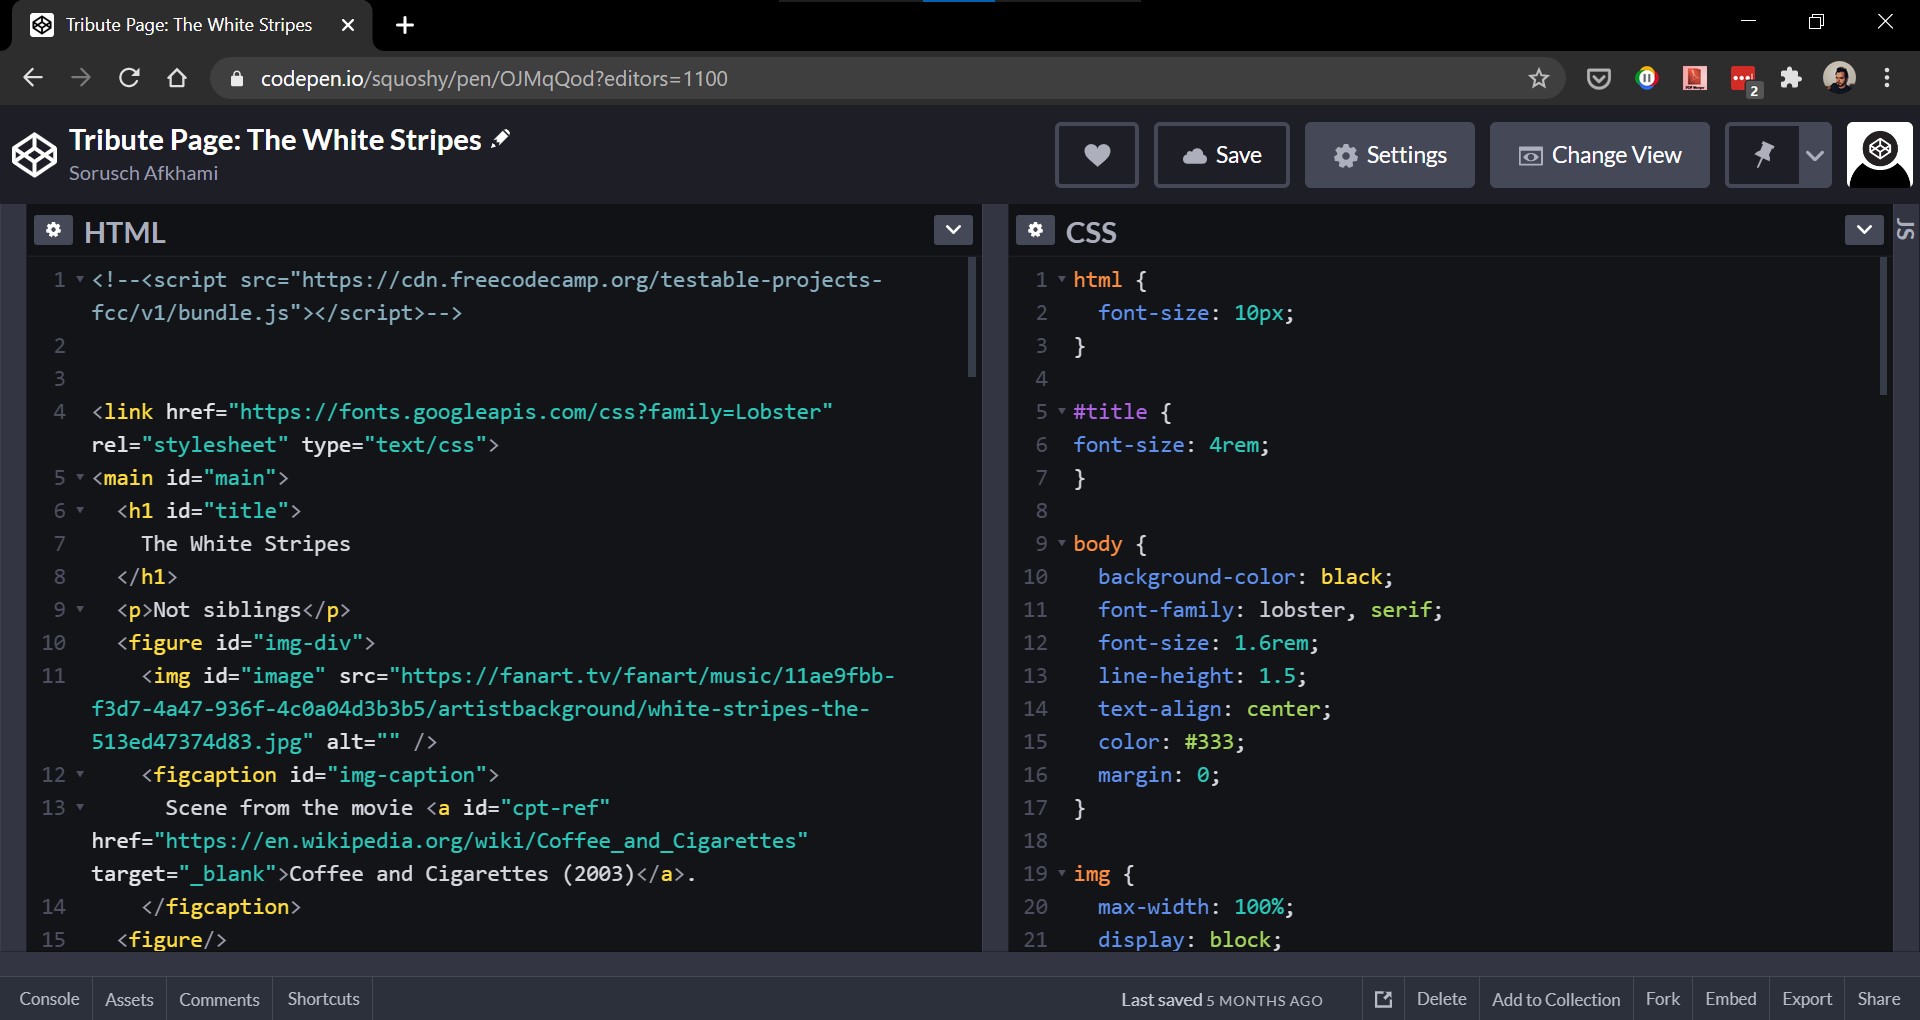 Tribute Page: The White Stripes
codepen.io/squoshy/pen/OJMqQod?editors=1100
2
Tribute Page: The White Stripes
Sorusch Afkhami
Save
Settings
Change View
HTML
1 <!--<script src="https://cdn.freecodecamp.org/testable-projects-
fcc/v1/bundle.js"></script>-->
2
3
4 <link href="https://fonts.googleapis.com/css?family=Lobster"
rel="stylesheet" type="text/css">
5 <main id="main">
6 <h1 id="title">
7 The White Stripes
8 </h1>
9 <p>Not siblings</p>
10 <figure id="img-div">
11 <img id="image" src="https://fanart.tv/fanart/music/11ae9fbb-
f3d7-4a47-936f-4c0a04d3b3b5/artistbackground/white-stripes-the-
513ed47374d83.jpg" alt="" />
12 <figcaption id="img-caption">
13 Scene from the movie <a id="cpt-ref"
href="https://en.wikipedia.org/wiki/Coffee_and_Cigarettes"
target="_blank">Coffee and Cigarettes (2003)</a>.
14 </figcaption>
15 <figure/>
CSS
1 html {
2 font-size: 10px;
3 }
4
5 #title {
6 font-size: 4rem;
7 }
8
9 body {
10 background-color: black;
11 font-family: lobster, serif;
12 font-size: 1.6rem;
13 line-height: 1.5;
14 text-align: center;
15 color: #333;
16 margin: 0;
17 }
18
19 img {
20 max-width: 100%;
21 display: block;
JS
Console
Assets
Comments
Shortcuts
Last saved 5 MONTHS AGO
Delete
Add to Collection
Fork
Embed
Export
Share